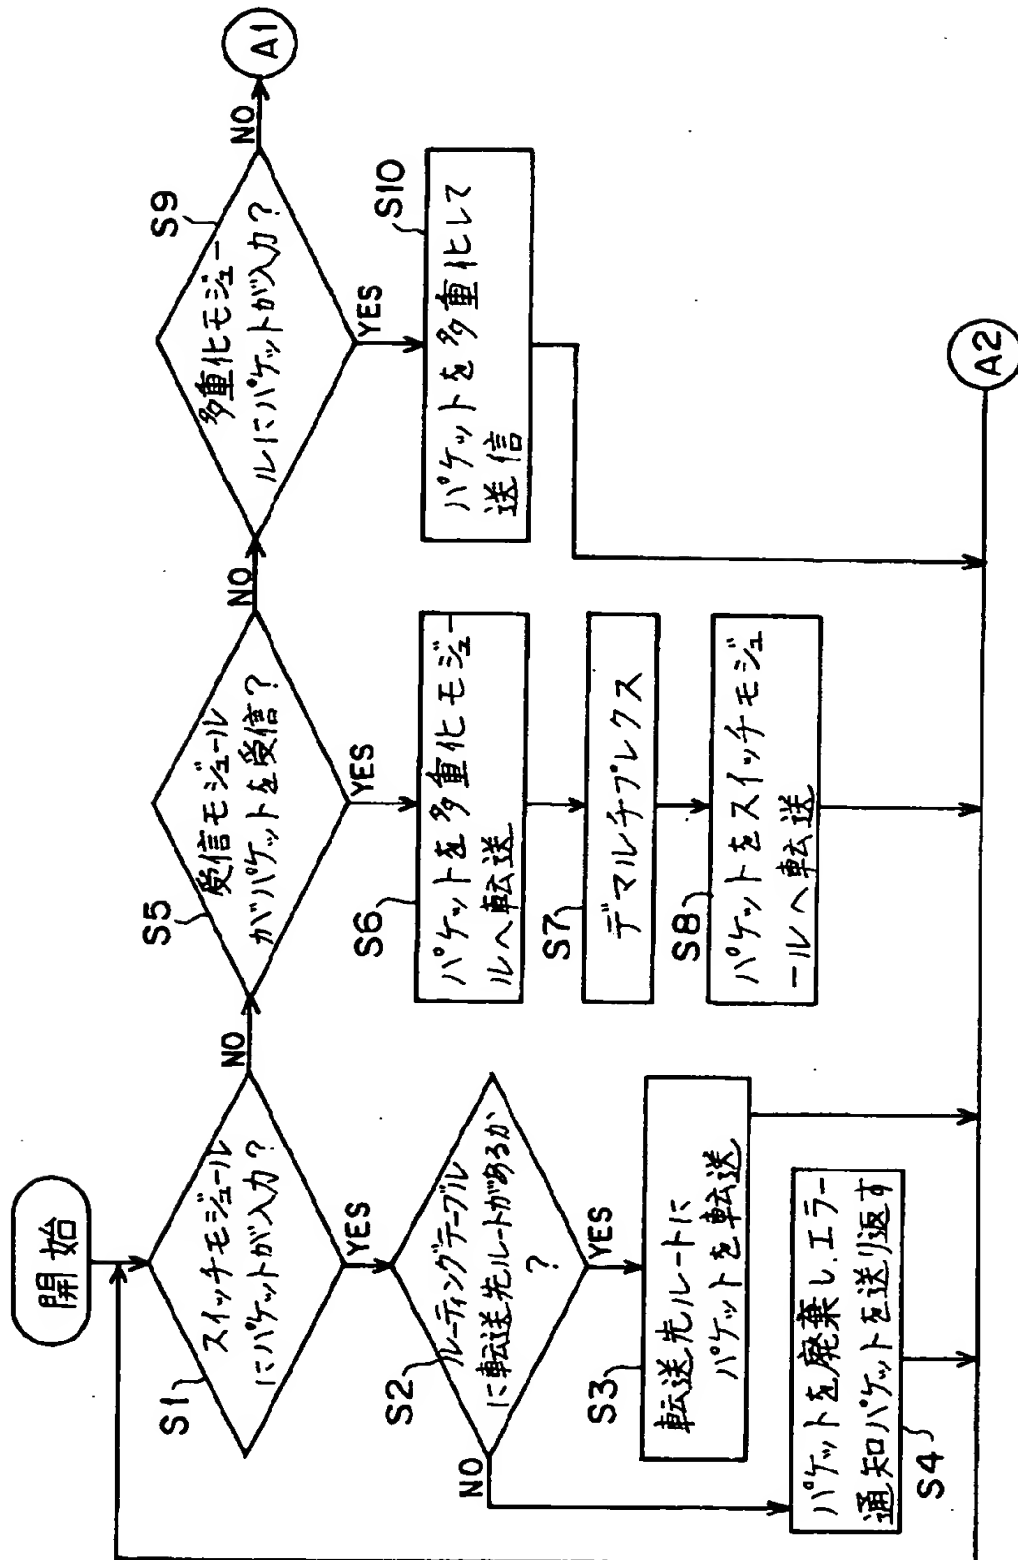 開始
S1
スイッチモジュール
にパケットが入力？
NO
YES
S2
ルーティングテーブル
に転送先ルートがあるか
？
NO
YES
S3
転送先ルートに
パケットを転送
S4
パケットを廃棄し、エラー
通知パケットを送り返す
S5
受信モジュール
がパケットを受信？
NO
YES
S6
パケットを多重化モジュー
ルへ転送
S7
デマルチプレクス
S8
パケットをスイッチモジュ
ールへ転送
S9
多重化モジュー
ルにパケットが入力？
NO
YES
S10
パケットを多重化して
送信
A1
A2